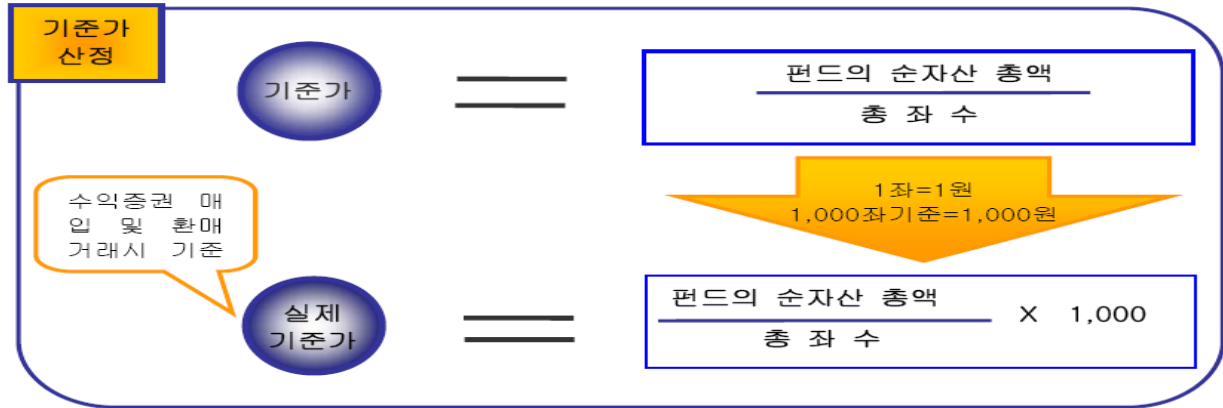 기준가
산정
기준가
펀드의 순자산 총액
총 좌 수
1좌=1원
1,000좌기준=1,000원
수익증권 매
입 및 환매
거래시 기준
실제
기준가
펀드의 순자산 총액
총 좌 수
X 1,000